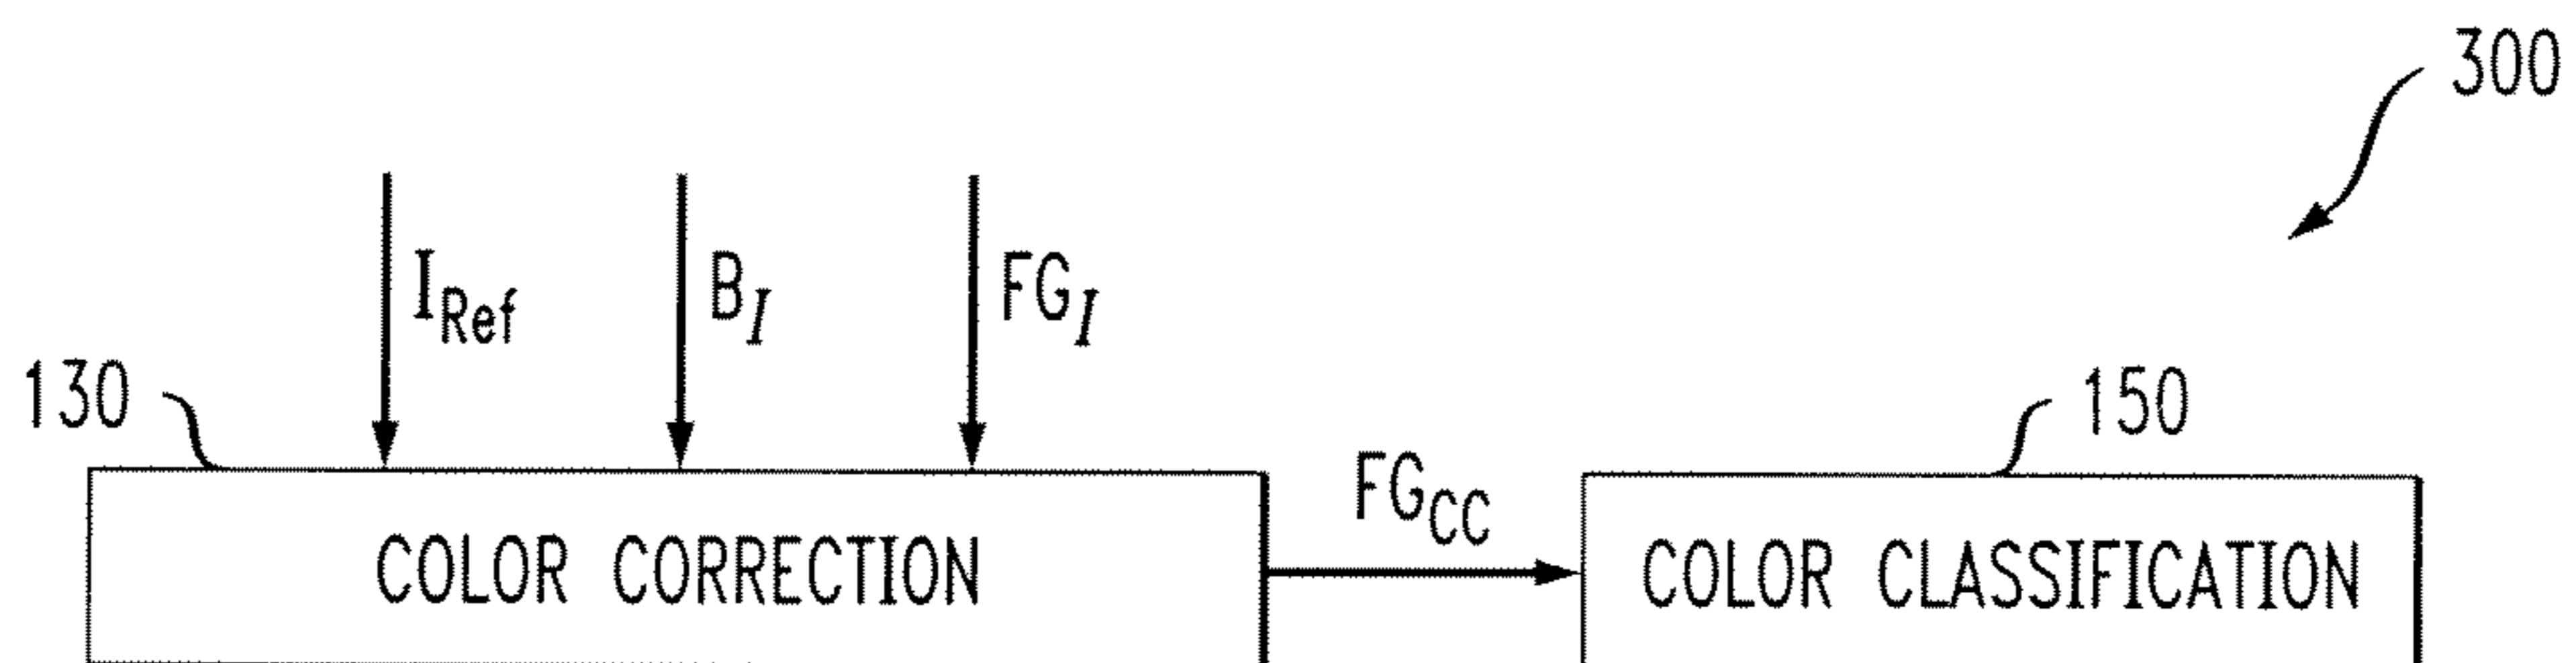 300
I_Ref
B_I
FG_I
130
150
FG_CC
COLOR CORRECTION
COLOR CLASSIFICATION